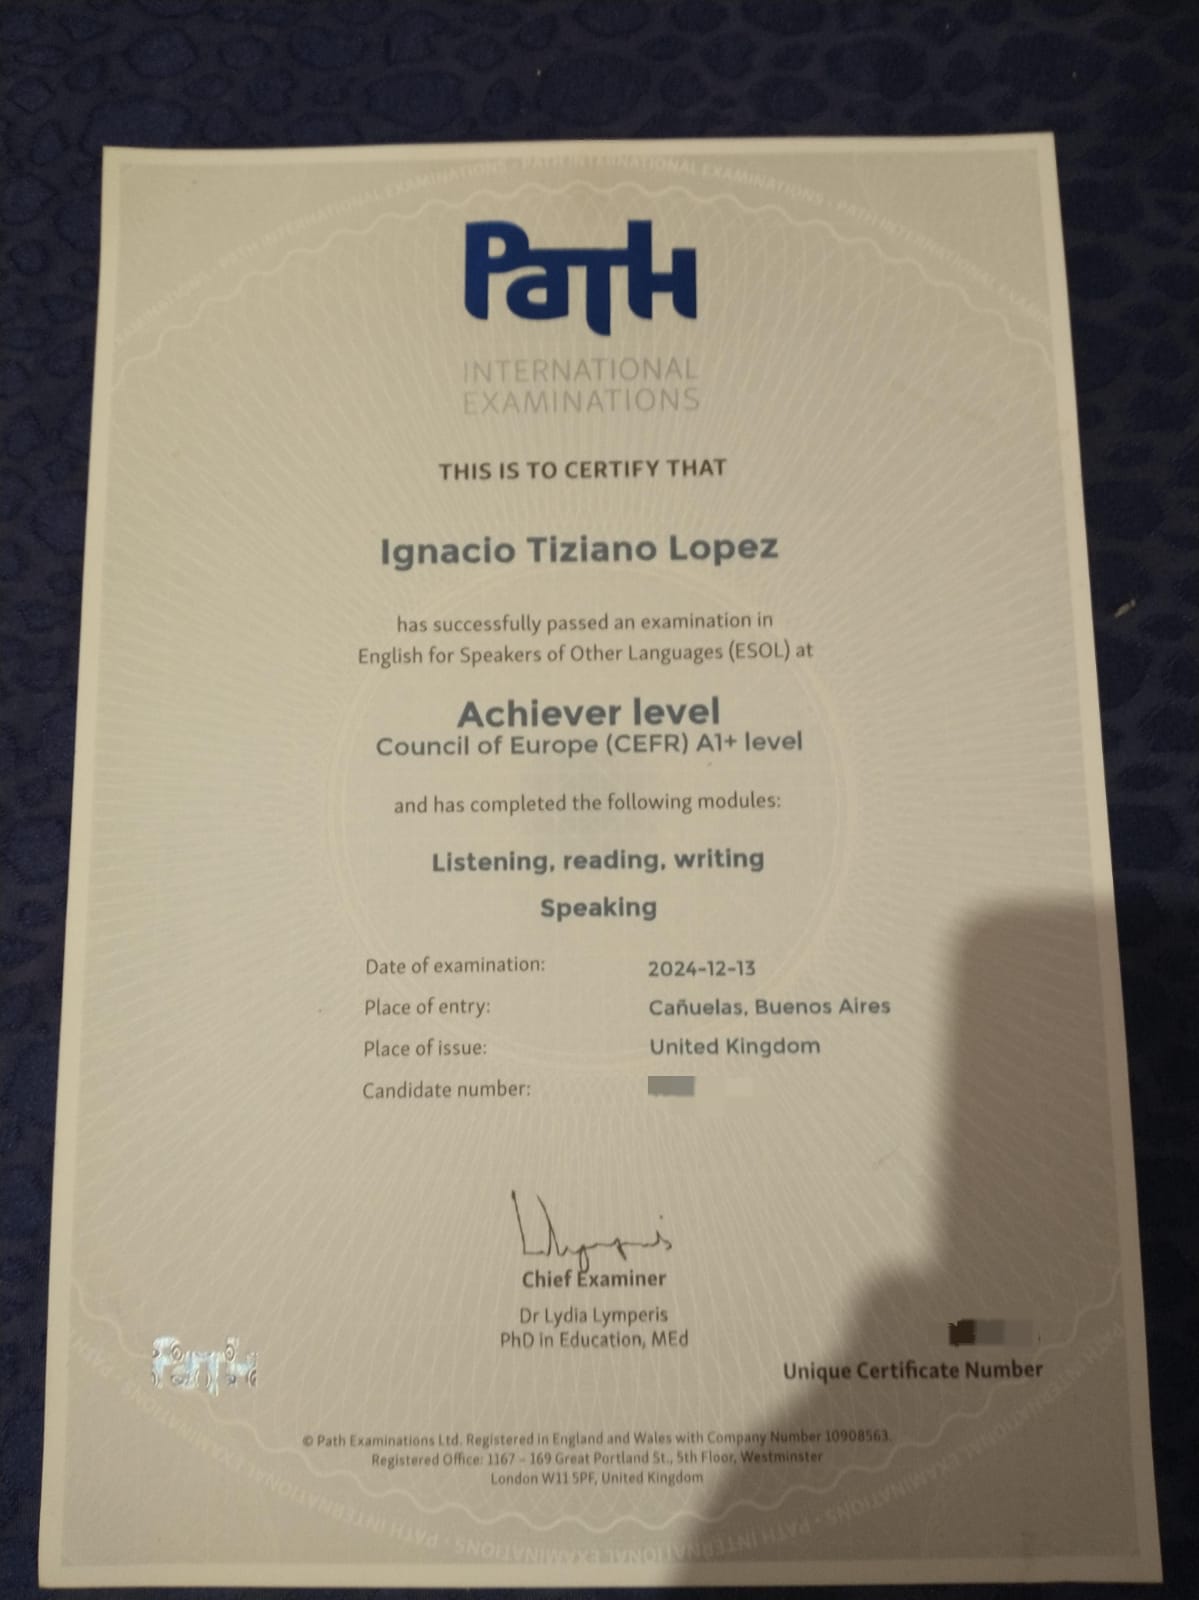 PATH INTERNATIONAL EXAMINATIONS · PATH INTERNATIONAL EXAMINATIONS · PATH INTERNATIONAL EXAMINATIONS
PaTH
INTERNATIONAL
EXAMINATIONS
THIS IS TO CERTIFY THAT
Ignacio Tiziano Lopez
has successfully passed an examination in
English for Speakers of Other Languages (ESOL) at
Achiever level
Council of Europe (CEFR) A1+ level
and has completed the following modules:
Listening, reading, writing
Speaking
Date of examination: 2024-12-13
Place of entry: Cañuelas, Buenos Aires
Place of issue: United Kingdom
Candidate number:
Chief Examiner
Dr Lydia Lymperis
PhD in Education, MEd
PaTH
Unique Certificate Number
© Path Examinations Ltd. Registered in England and Wales with Company Number 10908563.
Registered Office: 1167 – 169 Great Portland St., 5th Floor, Westminster
London W11 5PF, United Kingdom
PATH INTERNATIONAL EXAMINATIONS · PATH INTERNATIONAL EXAMINATIONS